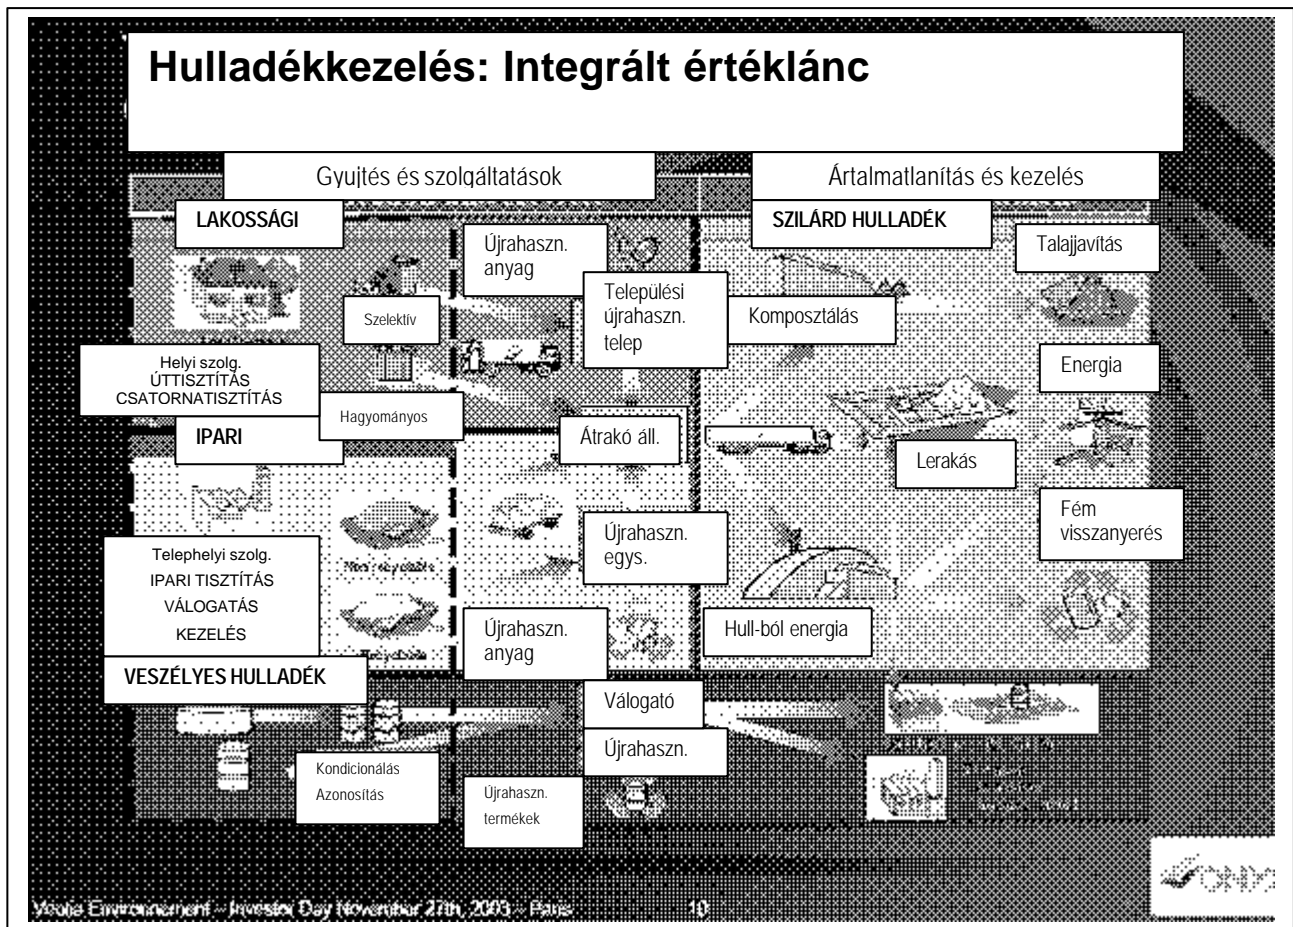 Hulladékkezelés: Integrált értéklánc
Gyujtés és szolgáltatások
Ártalmatlanítás és kezelés
LAKOSSÁGI
Újrahaszn.
anyag
SZILÁRD HULLADÉK
Talajjavítás
Szelektív
Települési
újrahaszn.
telep
Komposztálás
Helyi szolg.
ÚTTISZTÍTÁS
CSATORNATISZTÍTÁS
Energia
Hagyományos
IPARI
Átrakó áll.
Lerakás
Fém
visszanyerés
Telephelyi szolg.
IPARI TISZTÍTÁS
VÁLOGATÁS
KEZELÉS
Újrahaszn.
egys.
Újrahaszn.
anyag
Hull-ból energia
VESZÉLYES HULLADÉK
Válogató
Újrahaszn.
Kondicionálás
Azonosítás
Újrahaszn.
termékek
Veolia Environnement - Investor Day November 27th, 2003 - Paris
10
ONYX